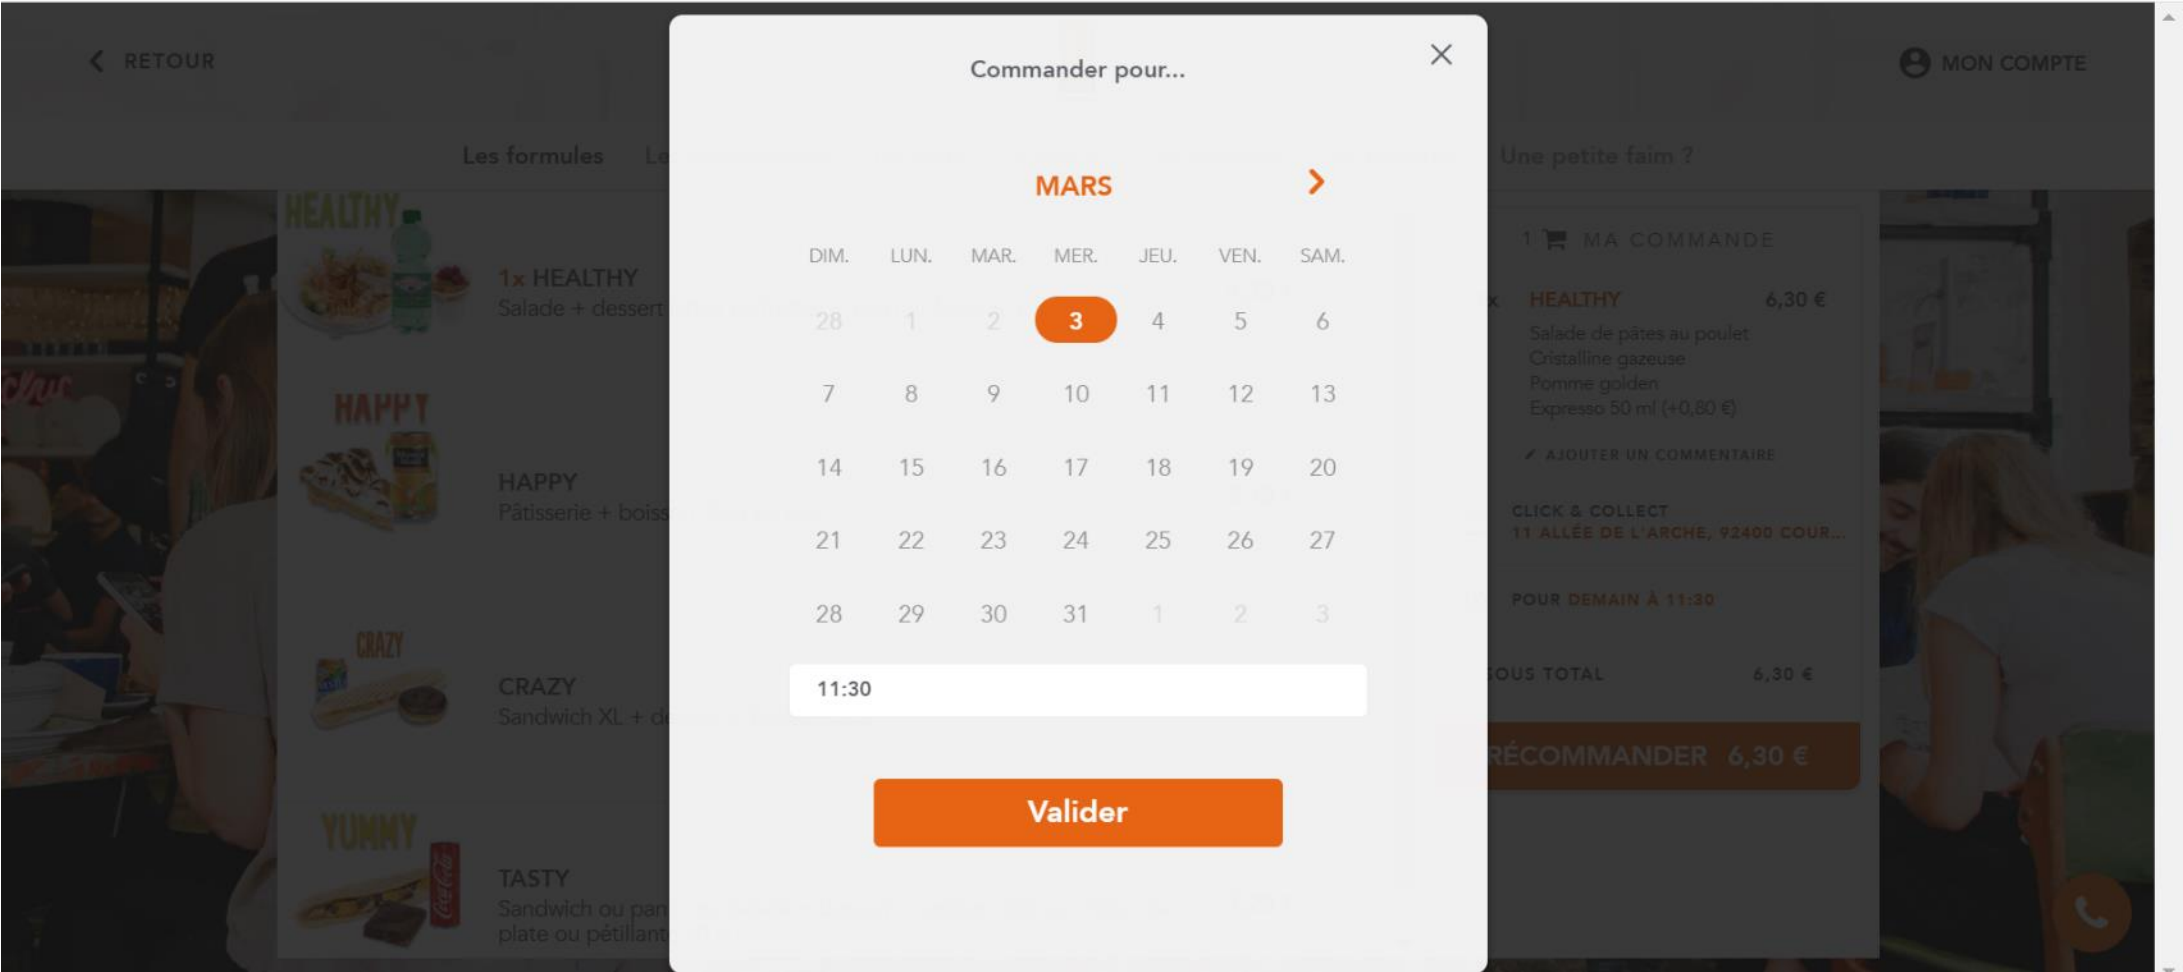 RETOUR
Commander pour...
MON COMPTE
Les formules
Une petite faim ?
MARS
DIM. LUN. MAR. MER. JEU. VEN. SAM.
28 1 2 3 4 5 6
7 8 9 10 11 12 13
14 15 16 17 18 19 20
21 22 23 24 25 26 27
28 29 30 31 1 2 3
11:30
Valider
HEALTHY
1x HEALTHY
Salade + dessert
HAPPY
HAPPY
Pâtisserie +
CRAZY
CRAZY
Sandwich XL +
YUMMY
TASTY
Sandwich ou
plate ou
Coca-Cola
1 MA COMMANDE
HEALTHY 6,30 €
Salade de pâtes au poulet
Cristalline gazeuse
Pomme golden
Expresso 50 ml (+0,80 €)
AJOUTER UN COMMENTAIRE
CLICK & COLLECT
11 ALLÉE DE L'ARCHE, 92400 COUR...
POUR DEMAIN À 11:30
SOUS TOTAL 6,30 €
RÉCOMMANDER 6,30 €